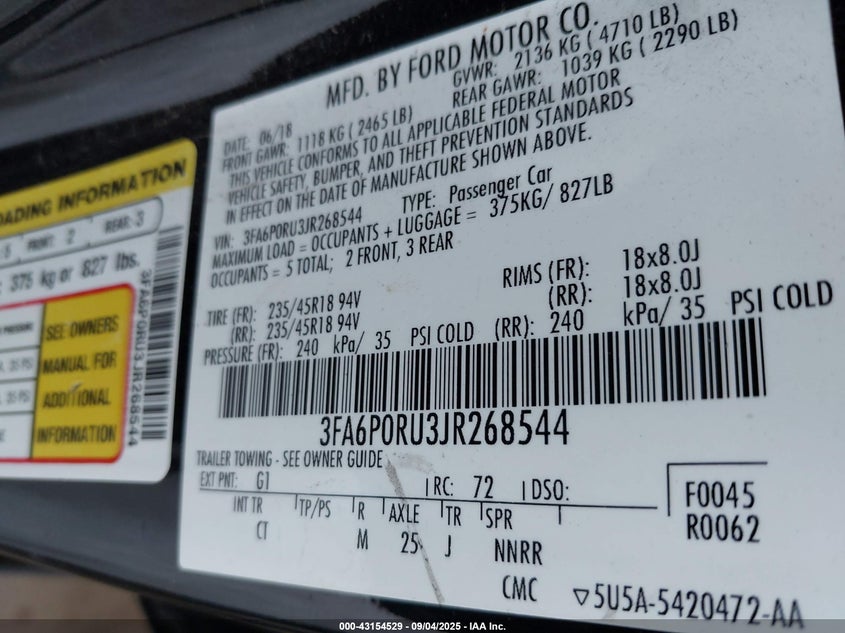 MFD. BY FORD MOTOR CO.
DATE: 06/18 GVWR: 2136 KG ( 4710 LB)
FRONT GAWR: 1118 KG ( 2465 LB) REAR GAWR: 1039 KG ( 2290 LB)
THIS VEHICLE CONFORMS TO ALL APPLICABLE FEDERAL MOTOR
VEHICLE SAFETY, BUMPER, AND THEFT PREVENTION STANDARDS
IN EFFECT ON THE DATE OF MANUFACTURE SHOWN ABOVE.
VIN: 3FA6P0RU3JR268544 TYPE: Passenger Car
MAXIMUM LOAD = OCCUPANTS + LUGGAGE = 375KG/ 827LB
OCCUPANTS = 5 TOTAL; 2 FRONT, 3 REAR
TIRE (FR): 235/45R18 94V RIMS (FR): 18x8.0J
(RR): 235/45R18 94V (RR): 18x8.0J
PRESSURE (FR): 240 kPa/ 35 PSI COLD (RR): 240 kPa/ 35 PSI COLD
3FA6P0RU3JR268544
TRAILER TOWING - SEE OWNER GUIDE
EXT PNT: G1 RC: 72 DSO:
INT TR TP/PS R AXLE TR SPR
CT M 25 J NNRR
F0045
R0062
CMC ▽5U5A-5420472-AA
LOADING INFORMATION
FRONT: 2 REAR: 3
375 kg or 827 lbs.
PRESSURE
35 PSI
35 PSI
SEE OWNERS
MANUAL FOR
ADDITIONAL
INFORMATION
3FA6P0RU3JR268544
000-43154529 - 09/04/2025 - IAA Inc.